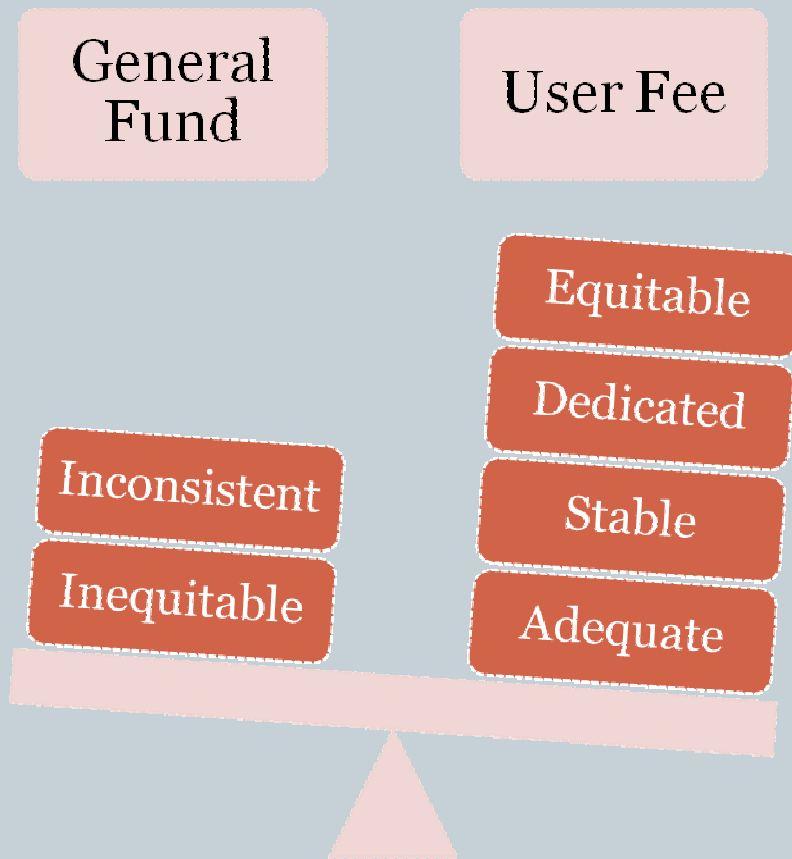 General
Fund
User Fee
Inconsistent
Inequitable
Equitable
Dedicated
Stable
Adequate